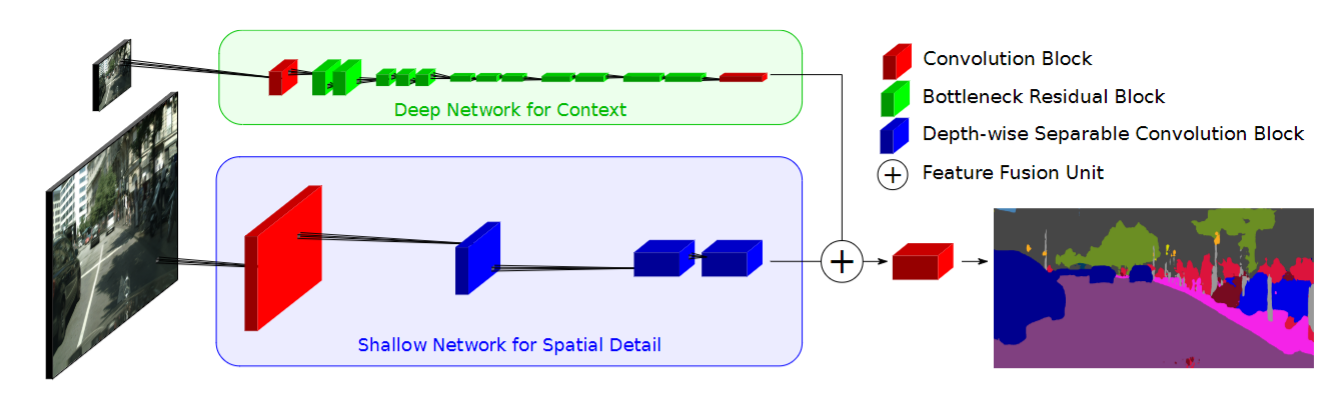 Deep Network for Context
Shallow Network for Spatial Detail
Convolution Block
Bottleneck Residual Block
Depth-wise Separable Convolution Block
+ Feature Fusion Unit
+